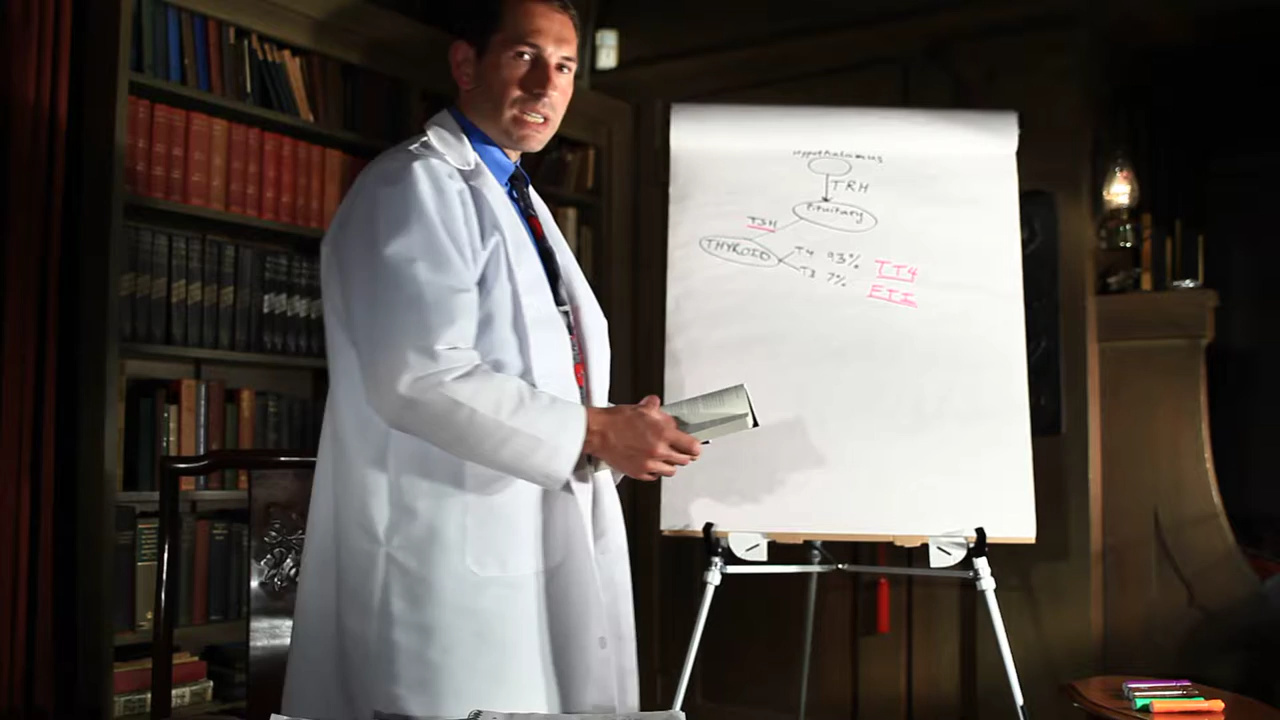 Hypothalamus
TRH
Pituitary
TSH
THYROID
T4 93%
T3 7%
TT4
FTI